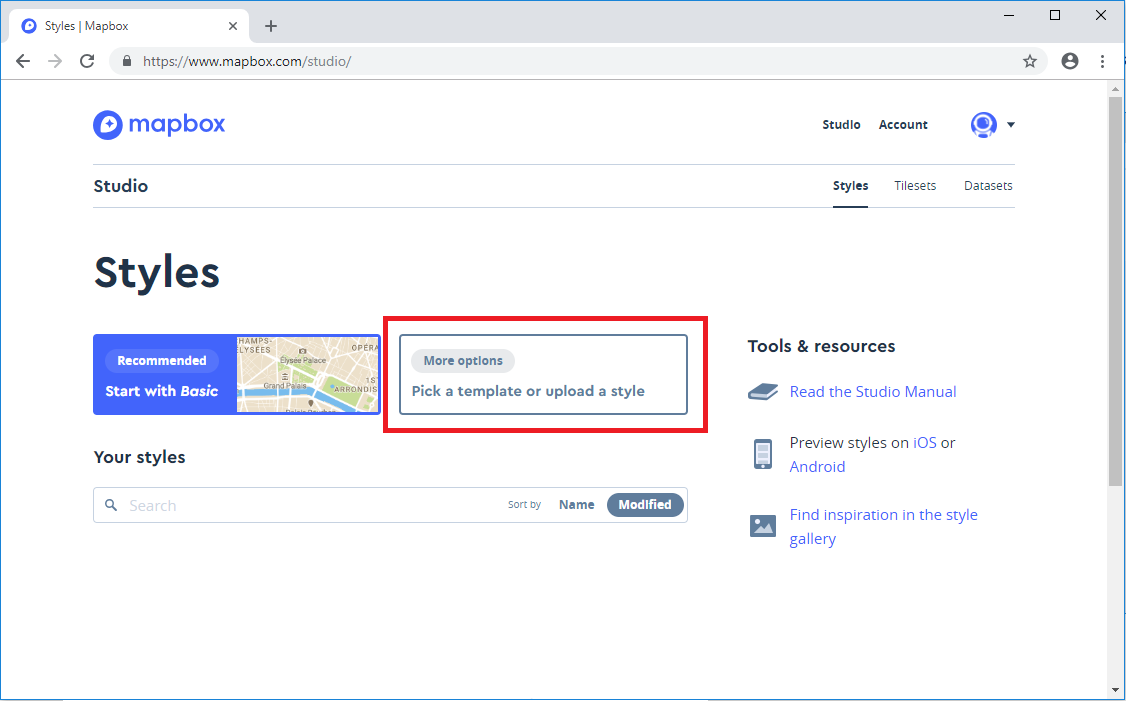 Styles | Mapbox
https://www.mapbox.com/studio/
mapbox
Studio Account
Studio
Styles Tilesets Datasets
Styles
Recommended
Start with Basic
HAMPS-
ELYSÉES
OPÉRA
Élysée Palace
Grand Palais
1S
ARRONDIS
Palais Bourbon
More options
Pick a template or upload a style
Your styles
Search
Sort by Name Modified
Tools & resources
Read the Studio Manual
Preview styles on iOS or
Android
Find inspiration in the style
gallery